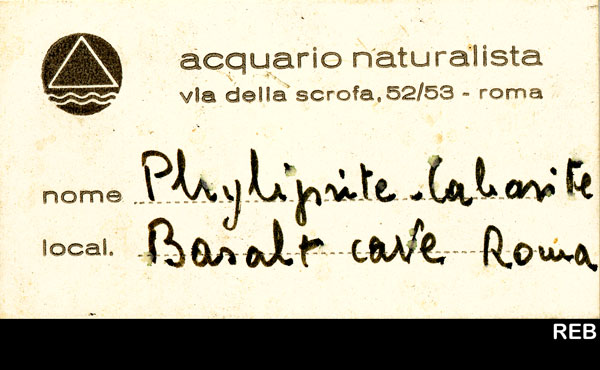 acquario naturalista
via della scrofa, 52/53 - roma
nome Phylipsite - Cabasite
local. Basalt cave Roma
REB